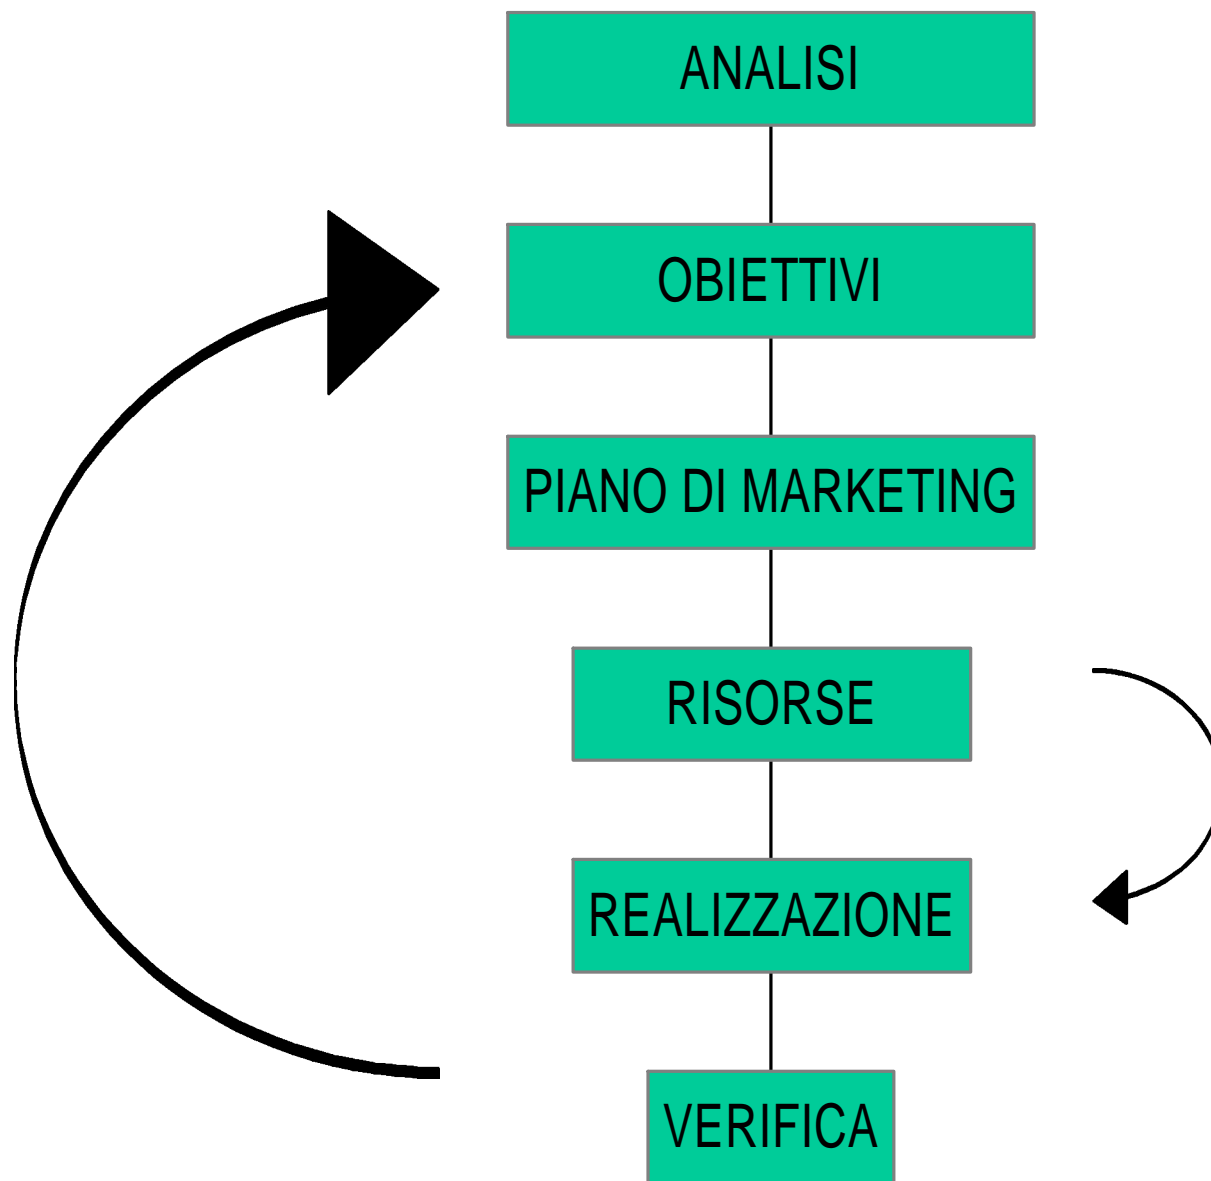 ANALISI
OBIETTIVI
PIANO DI MARKETING
RISORSE
REALIZZAZIONE
VERIFICA